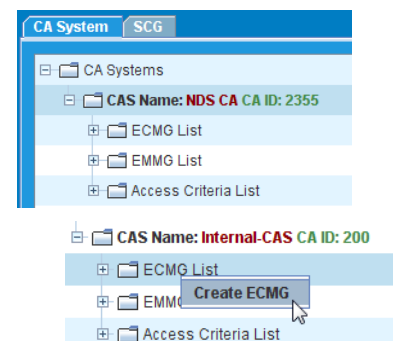 CA System SCG
CA Systems
CAS Name: NDS CA CA ID: 2355
ECMG List
EMMG List
Access Criteria List
CAS Name: Internal-CAS CA ID: 200
ECMG List
Create ECMG
EMMG
Access Criteria List